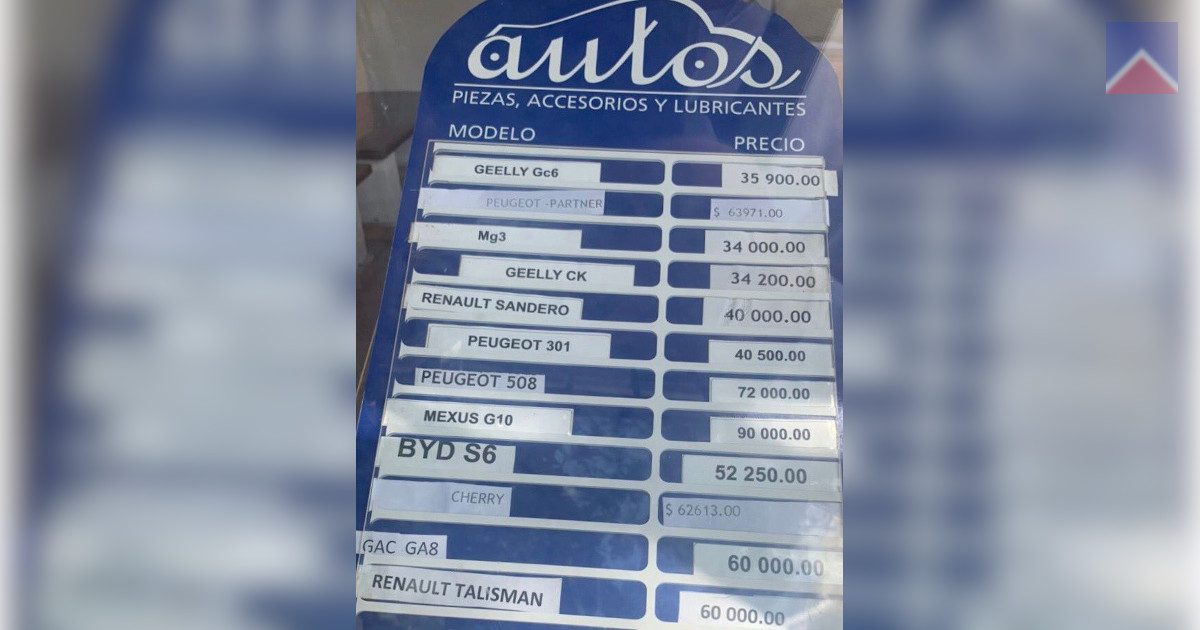 autos
PIEZAS, ACCESORIOS Y LUBRICANTES
MODELO PRECIO
GEELLY Gc6 35 900.00
PEUGEOT -PARTNER $ 63971.00
Mg3 34 000.00
GEELLY CK 34 200.00
RENAULT SANDERO 40 000.00
PEUGEOT 301 40 500.00
PEUGEOT 508 72 000.00
MEXUS G10 90 000.00
BYD S6 52 250.00
CHERRY $ 62613.00
GAC GA8 60 000.00
RENAULT TALISMAN 60 000.00